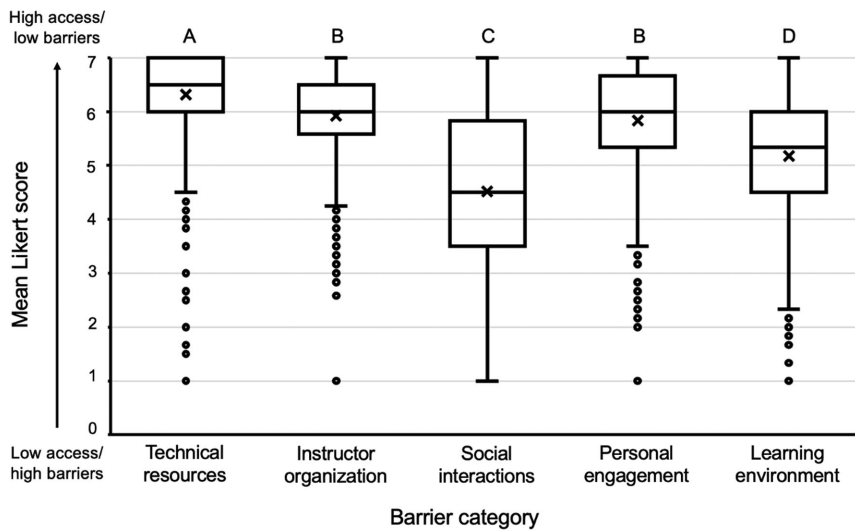 High access/
low barriers
A
B
C
B
D
7
6
5
4
3
2
1
0
Mean Likert score
Low access/
high barriers
Technical
resources
Instructor
organization
Social
interactions
Personal
engagement
Learning
environment
Barrier category